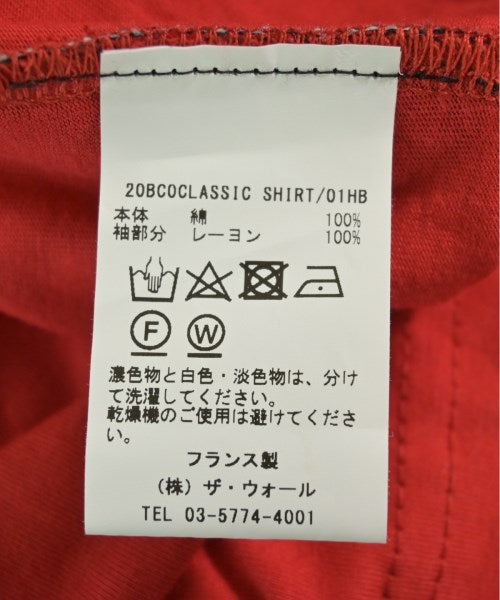 20BCOCLASSIC SHIRT/01HB
本体 綿 100%
袖部分 レーヨン 100%
F W
濃色物と白色・淡色物は、分け
て洗濯してください。
乾燥機のご使用は避けてくださ
い。
フランス製
(株) ザ・ウォール
TEL 03-5774-4001